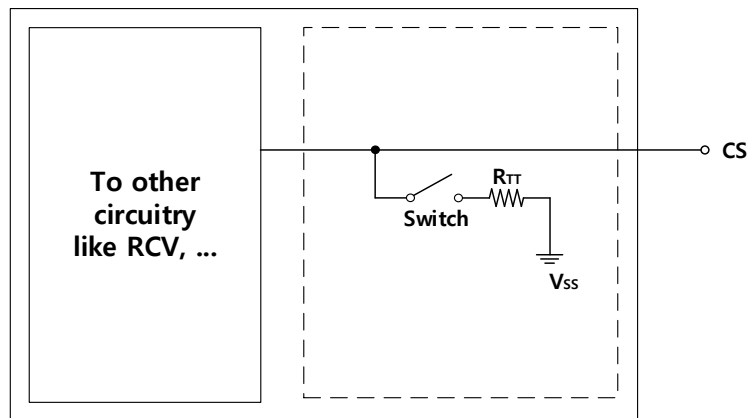 To other
circuitry
like RCV, ...
CS
RTT
Switch
VSS